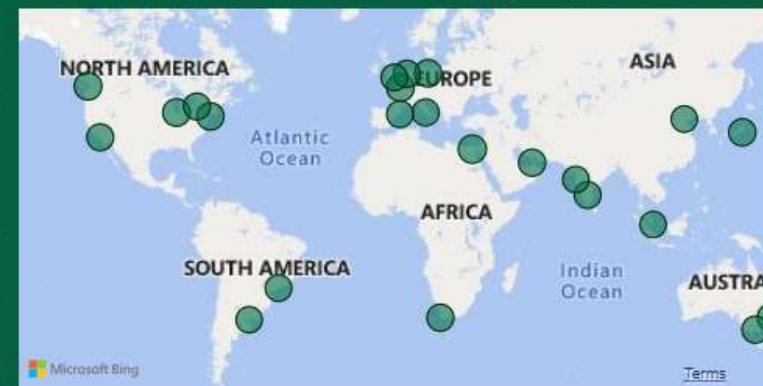 NORTH AMERICA
EUROPE
ASIA
Atlantic
Ocean
AFRICA
SOUTH AMERICA
Indian
Ocean
AUSTRA
Microsoft Bing
Terms